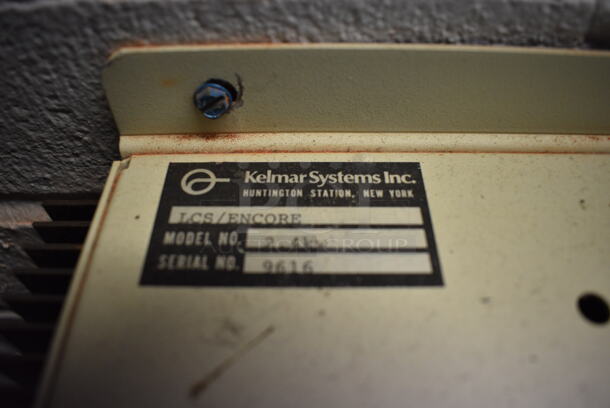 Kelmar Systems Inc.
HUNTINGTON STATION, NEW YORK
LCS/ENCORE
MODEL NO.
SERIAL NO. 9616